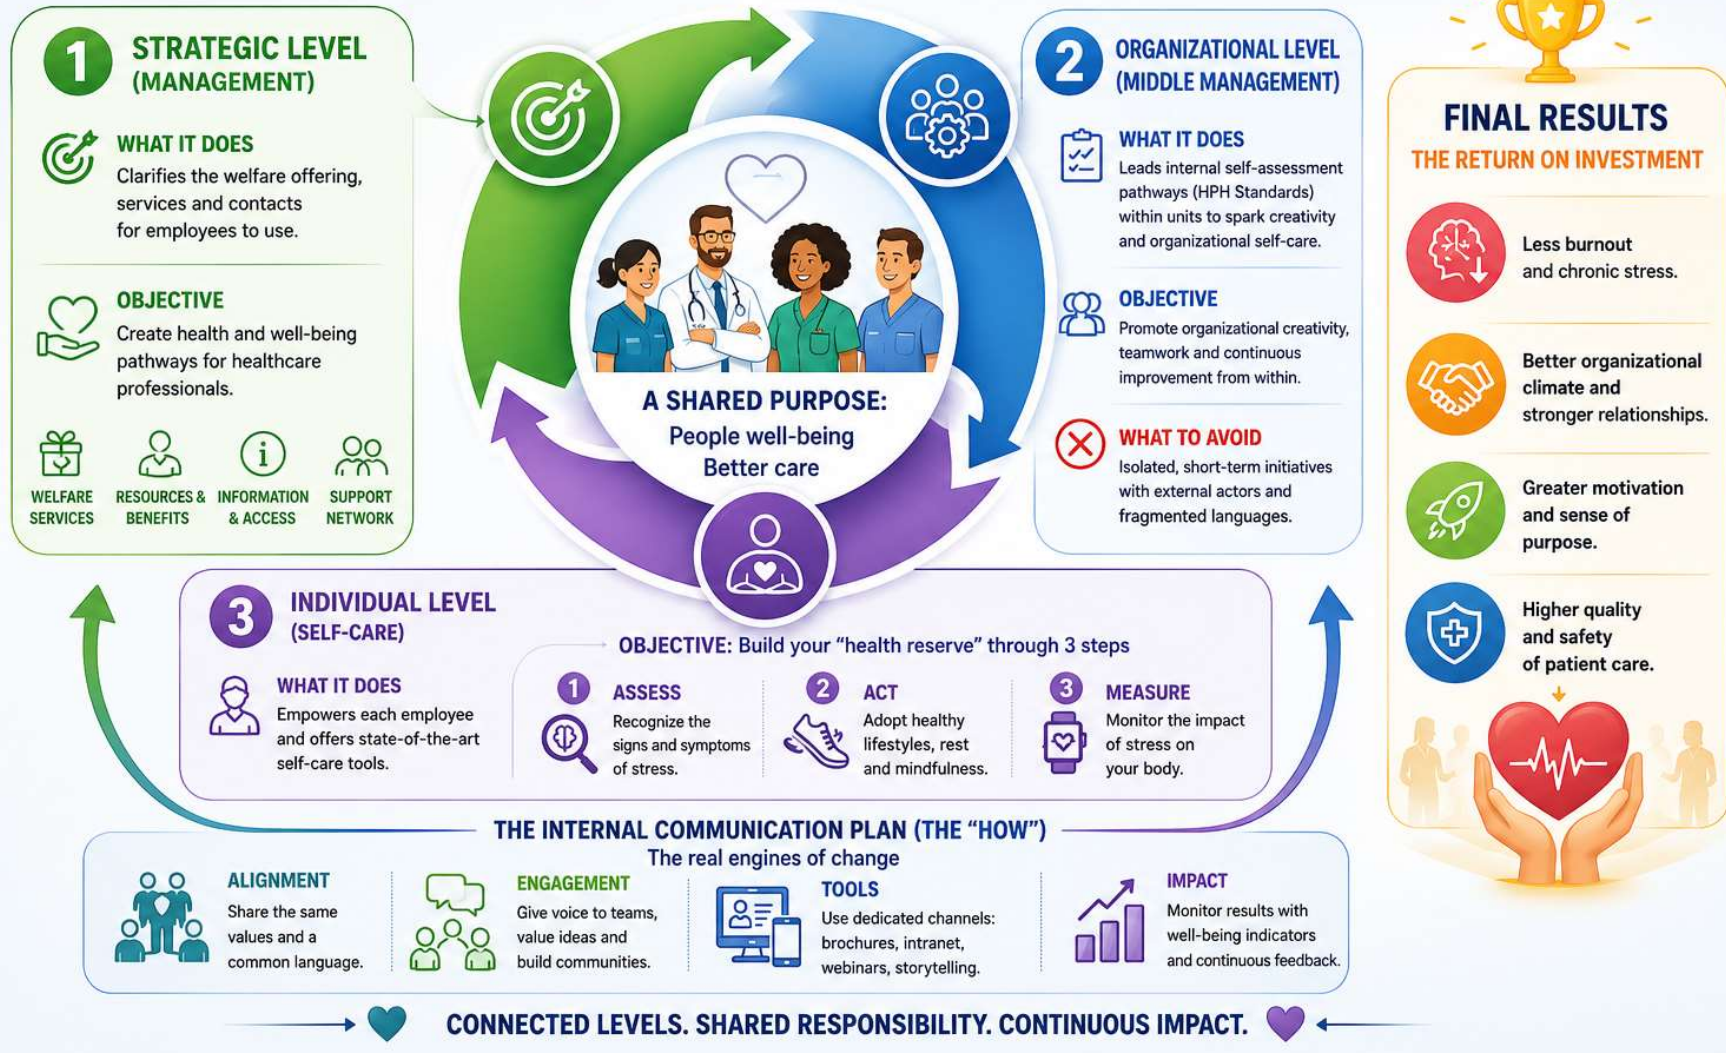 1
STRATEGIC LEVEL
(MANAGEMENT)
WHAT IT DOES
Clarifies the welfare offering,
services and contacts
for employees to use.
OBJECTIVE
Create health and well-being
pathways for healthcare
professionals.
WELFARE
SERVICES
RESOURCES &
BENEFITS
INFORMATION
& ACCESS
SUPPORT
NETWORK
A SHARED PURPOSE:
People well-being
Better care
2
ORGANIZATIONAL LEVEL
(MIDDLE MANAGEMENT)
WHAT IT DOES
Leads internal self-assessment
pathways (HPH Standards)
within units to spark creativity
and organizational self-care.
OBJECTIVE
Promote organizational creativity,
teamwork and continuous
improvement from within.
WHAT TO AVOID
Isolated, short-term initiatives
with external actors and
fragmented languages.
3
INDIVIDUAL LEVEL
(SELF-CARE)
WHAT IT DOES
Empowers each employee
and offers state-of-the-art
self-care tools.
OBJECTIVE: Build your “health reserve” through 3 steps
1
ASSESS
Recognize the
signs and symptoms
of stress.
2
ACT
Adopt healthy
lifestyles, rest
and mindfulness.
3
MEASURE
Monitor the impact
of stress on
your body.
THE INTERNAL COMMUNICATION PLAN (THE “HOW”)
The real engines of change
ALIGNMENT
Share the same
values and a
common language.
ENGAGEMENT
Give voice to teams,
value ideas and
build communities.
TOOLS
Use dedicated channels:
brochures, intranet,
webinars, storytelling.
IMPACT
Monitor results with
well-being indicators
and continuous feedback.
CONNECTED LEVELS. SHARED RESPONSIBILITY. CONTINUOUS IMPACT.
FINAL RESULTS
THE RETURN ON INVESTMENT
Less burnout
and chronic stress.
Better organizational
climate and
stronger relationships.
Greater motivation
and sense of
purpose.
Higher quality
and safety
of patient care.